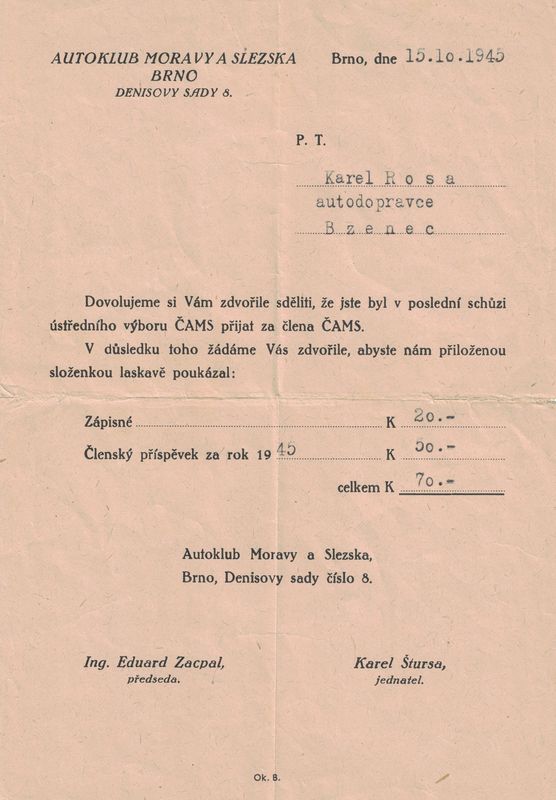 AUTOKLUB MORAVY A SLEZSKA
BRNO
DENISOVY SADY 8.
Brno, dne 15.10.1945
P. T.
Karel Rosa
autodopravce
Bzenec
Dovolujeme si Vám zdvořile sděliti, že jste byl v poslední schůzi
ústředního výboru ČAMS přijat za člena ČAMS.
V důsledku toho žádáme Vás zdvořile, abyste nám přiloženou
složenkou laskavě poukázal:
Zápisné K 20.-
Členský příspěvek za rok 1945 K 50.-
celkem K 70.-
Autoklub Moravy a Slezska,
Brno, Denisovy sady číslo 8.
Ing. Eduard Zacpal,
předseda.
Karel Štursa,
jednatel.
Ok. B.